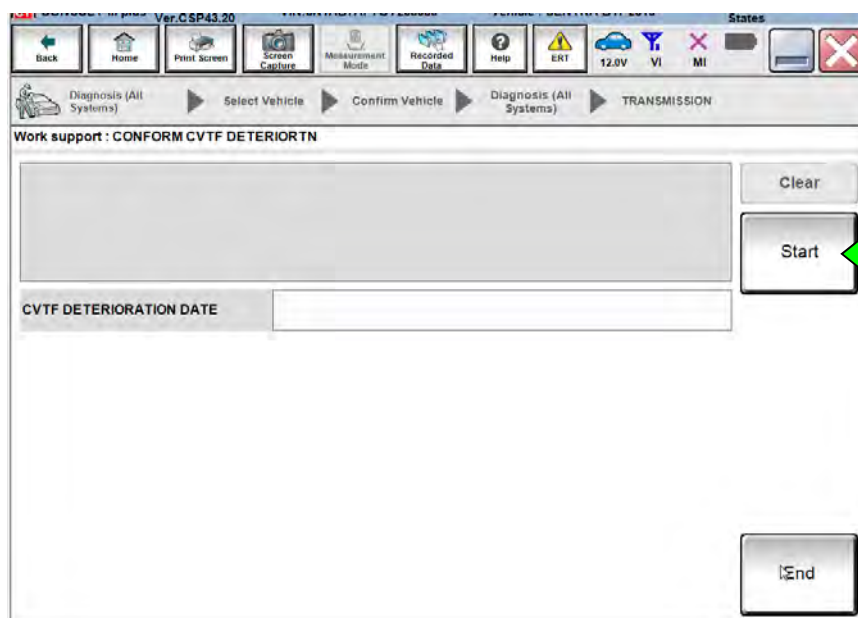 Ver.CSP43.20
States
Back
Home
Print Screen
Screen
Capture
Measurement
Mode
Recorded
Data
Help
ERT
12.0V
VI
MI
Diagnosis (All
Systems)
Select Vehicle
Confirm Vehicle
Diagnosis (All
Systems)
TRANSMISSION
Work support : CONFORM CVTF DETERIORTN
Clear
Start
CVTF DETERIORATION DATE
End